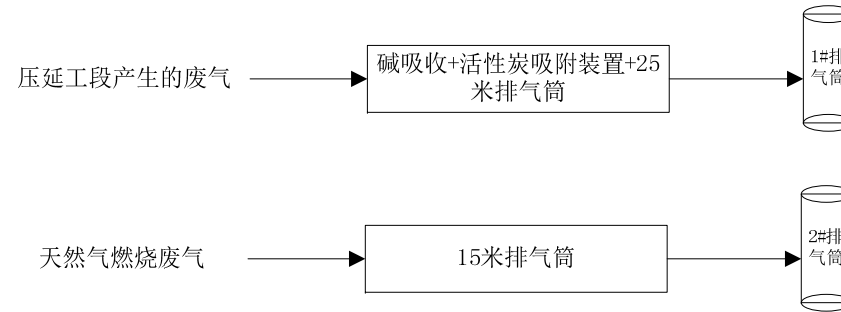 压延工段产生的废气
碱吸收+活性炭吸附装置+25
米排气筒
1#排
气筒
天然气燃烧废气
15米排气筒
2#排
气筒